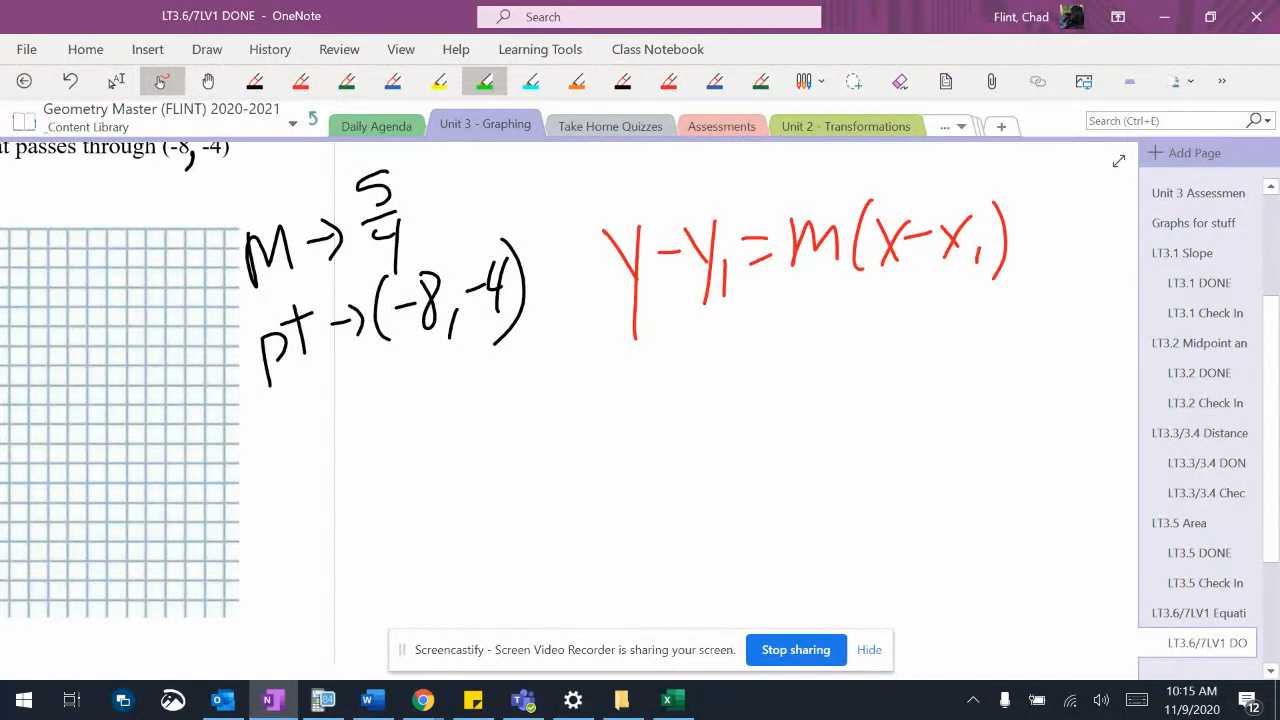 LT3.6/7LV1 DONE - OneNote
Search
Flint, Chad
File Home Insert Draw History Review View Help Learning Tools Class Notebook
Geometry Master (FLINT) 2020-2021
_Content Library
Daily Agenda
Unit 3 - Graphing
Take Home Quizzes
Assessments
Unit 2 - Transformations
...
Search (Ctrl+E)
at passes through (-8, -4)
m → 5/4
pt → (-8, -4)
y - y₁ = m(x - x₁)
Add Page
Unit 3 Assessmen
Graphs for stuff
LT3.1 Slope
LT3.1 DONE
LT3.1 Check In
LT3.2 Midpoint an
LT3.2 DONE
LT3.2 Check In
LT3.3/3.4 Distance
LT3.3/3.4 DON
LT3.3/3.4 Chec
LT3.5 Area
LT3.5 DONE
LT3.5 Check In
LT3.6/7LV1 Equati
LT3.6/7LV1 DO
Screencastify - Screen Video Recorder is sharing your screen.
Stop sharing
Hide
10:15 AM
11/9/2020
12